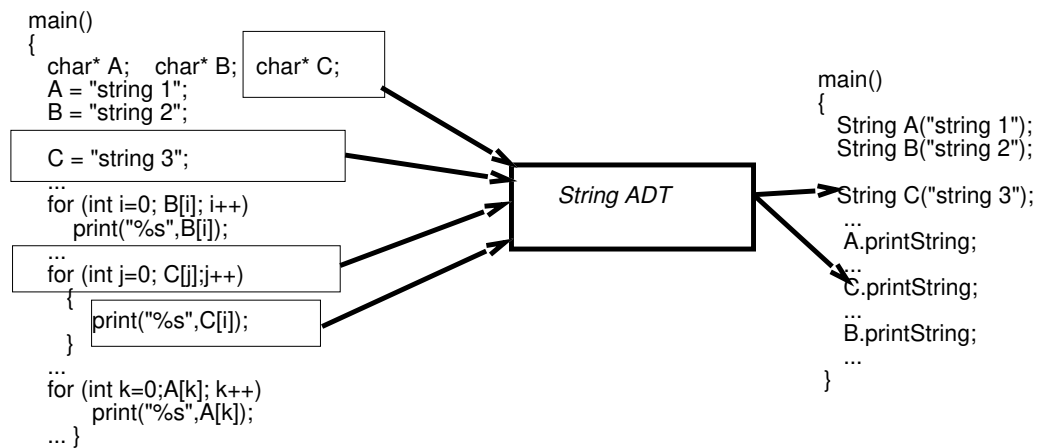 main()
{
char* A; char* B; char* C;
A = "string 1";
B = "string 2";
C = "string 3";
...
for (int i=0; B[i]; i++)
print("%s",B[i]);
...
for (int j=0; C[j];j++)
{
print("%s",C[i]);
}
...
for (int k=0;A[k]; k++)
print("%s",A[k]);
... }
String ADT
main()
{
String A("string 1");
String B("string 2");
String C("string 3");
...
A.printString;
...
C.printString;
...
B.printString;
...
}